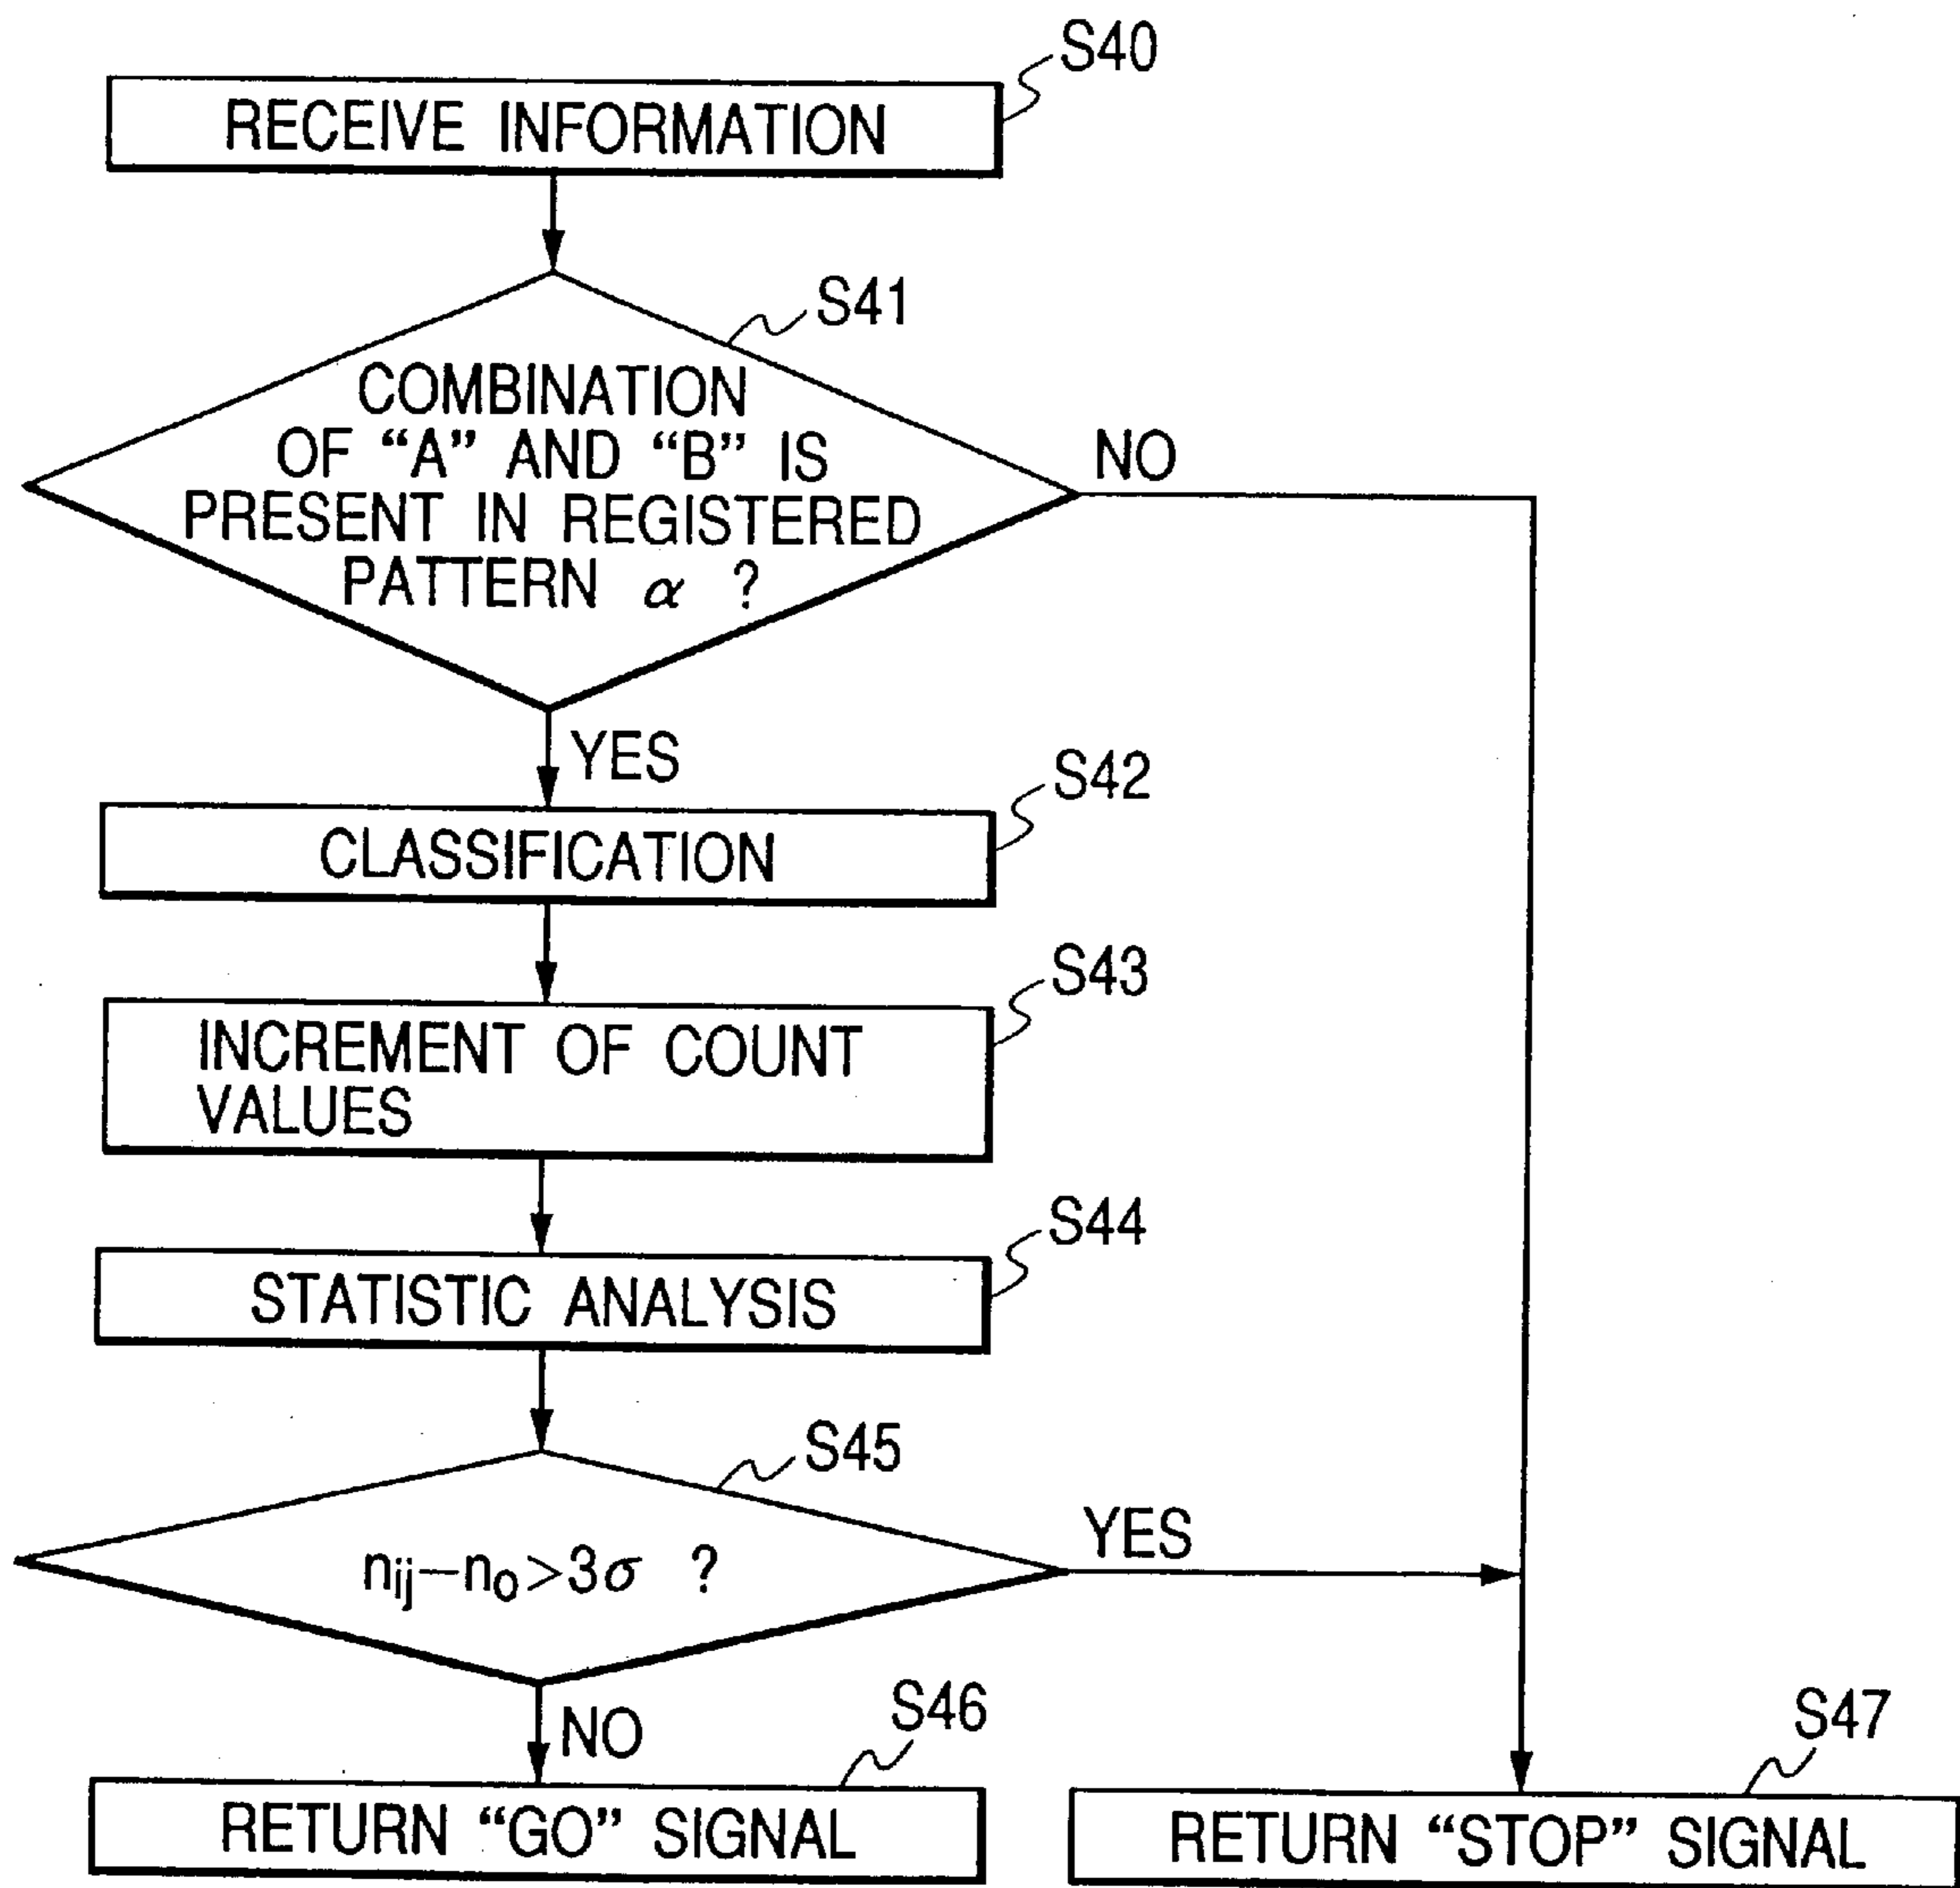 S40
RECEIVE INFORMATION
S41
COMBINATION
OF “A” AND “B” IS
PRESENT IN REGISTERED
PATTERN α ?
NO
YES
S42
CLASSIFICATION
S43
INCREMENT OF COUNT
VALUES
S44
STATISTIC ANALYSIS
S45
nij−n0>3σ ?
YES
NO
S46
RETURN “GO” SIGNAL
S47
RETURN “STOP” SIGNAL